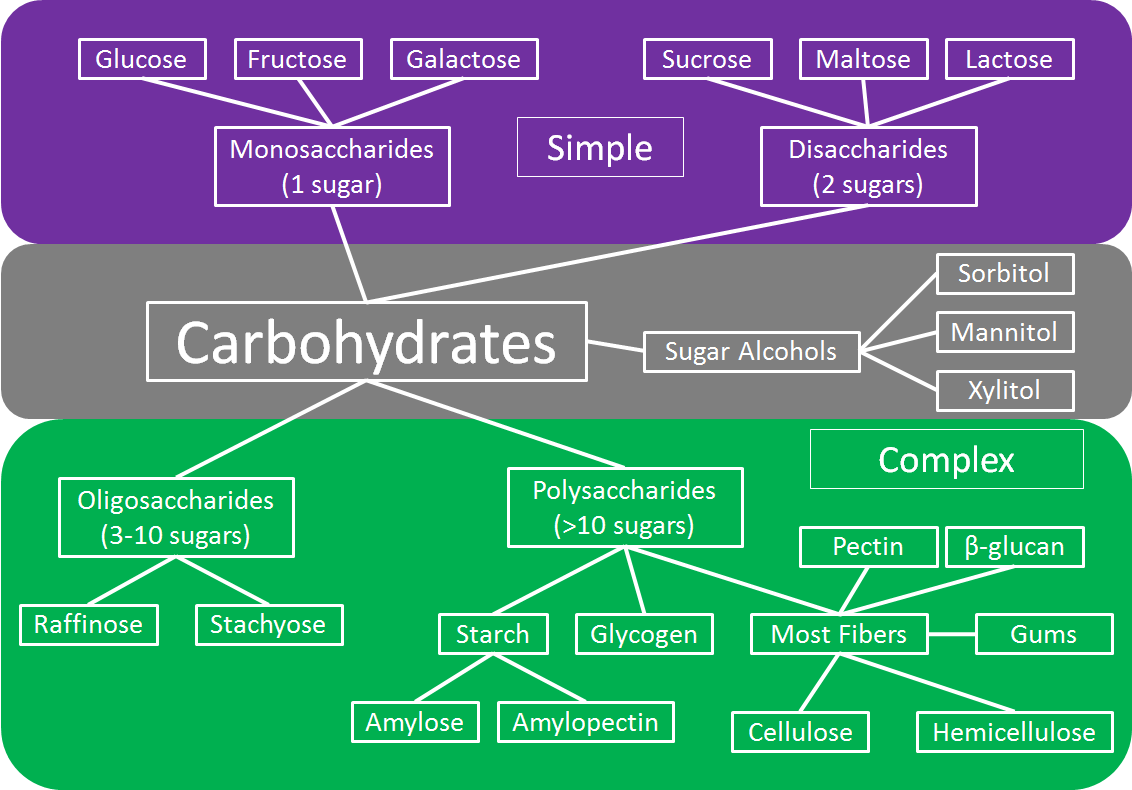 Glucose
Fructose
Galactose
Sucrose
Maltose
Lactose
Monosaccharides
(1 sugar)
Simple
Disaccharides
(2 sugars)
Carbohydrates
Sugar Alcohols
Sorbitol
Mannitol
Xylitol
Complex
Oligosaccharides
(3-10 sugars)
Polysaccharides
(>10 sugars)
Pectin
β-glucan
Raffinose
Stachyose
Starch
Glycogen
Most Fibers
Gums
Amylose
Amylopectin
Cellulose
Hemicellulose